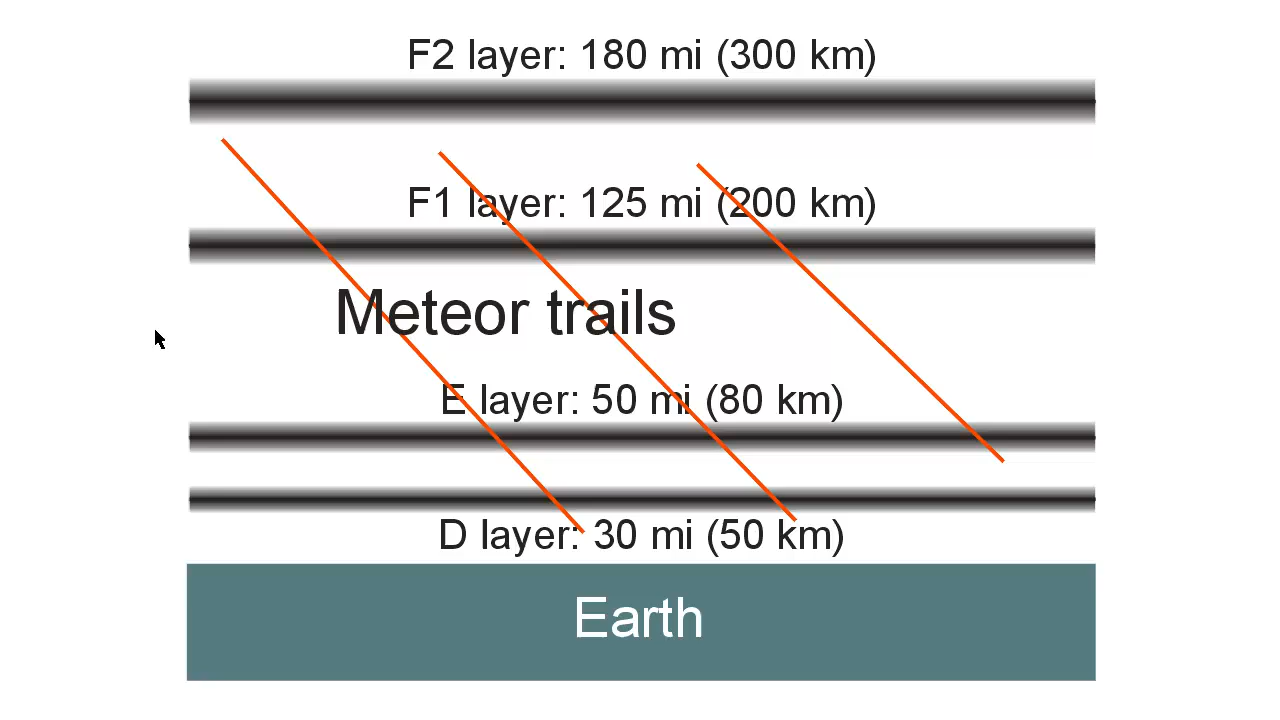 F2 layer: 180 mi (300 km)
F1 layer: 125 mi (200 km)
Meteor trails
E layer: 50 mi (80 km)
D layer: 30 mi (50 km)
Earth